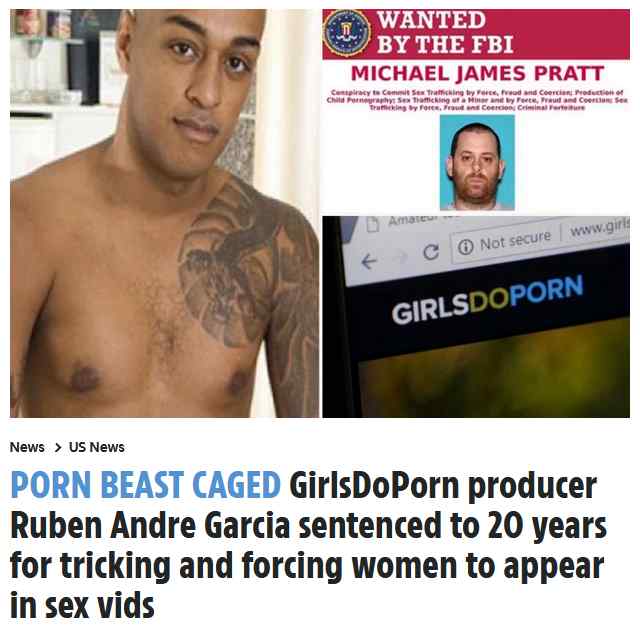 WANTED
BY THE FBI
MICHAEL JAMES PRATT
Conspiracy to Commit Sex Trafficking by Force, Fraud and Coercion; Production of
Child Pornography; Sex Trafficking of a Minor and by Force, Fraud and Coercion; Sex
Trafficking by Force, Fraud and Coercion; Criminal Forfeiture
Amateur
Not secure | www.girls
GIRLSDOPORN
News > US News
PORN BEAST CAGED GirlsDoPorn producer
Ruben Andre Garcia sentenced to 20 years
for tricking and forcing women to appear
in sex vids